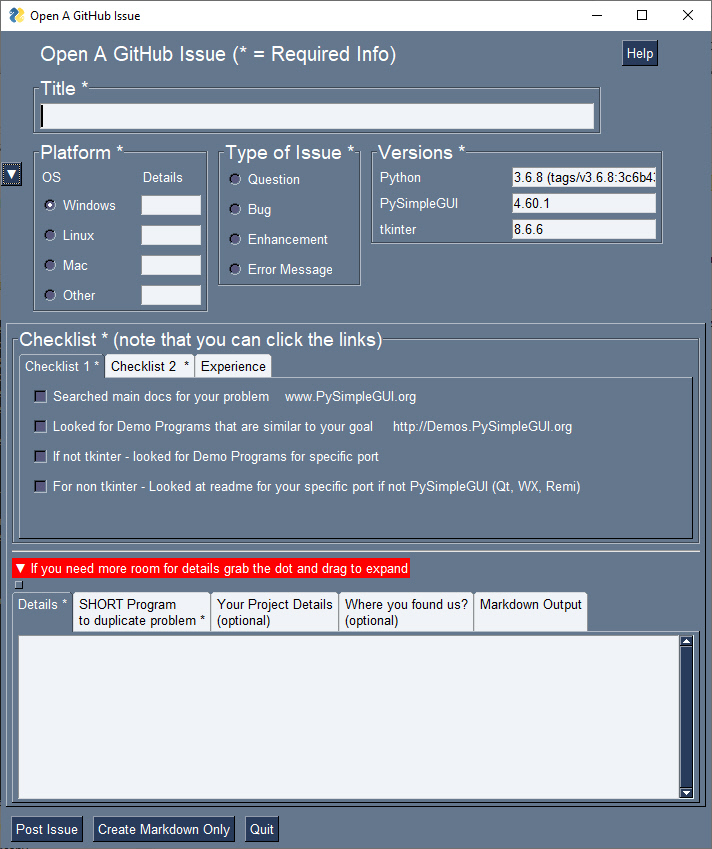 Open A GitHub Issue
Open A GitHub Issue (* = Required Info)
Help
Title *
Platform *
OS Details
Windows
Linux
Mac
Other
Type of Issue *
Question
Bug
Enhancement
Error Message
Versions *
Python 3.6.8 (tags/v3.6.8:3c6b43
PySimpleGUI 4.60.1
tkinter 8.6.6
Checklist * (note that you can click the links)
Checklist 1 * Checklist 2 * Experience
Searched main docs for your problem www.PySimpleGUI.org
Looked for Demo Programs that are similar to your goal http://Demos.PySimpleGUI.org
If not tkinter - looked for Demo Programs for specific port
For non tkinter - Looked at readme for your specific port if not PySimpleGUI (Qt, WX, Remi)
▼ If you need more room for details grab the dot and drag to expand
Details *
SHORT Program
to duplicate problem *
Your Project Details
(optional)
Where you found us?
(optional)
Markdown Output
Post Issue Create Markdown Only Quit